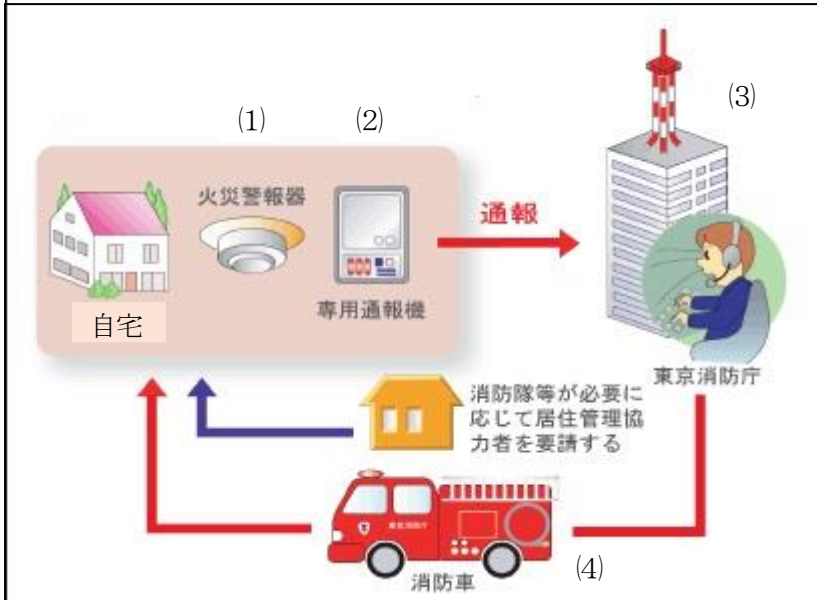 ⑴
⑵
⑶
火災警報器
通報
専用通報機
自宅
東京消防庁
消防隊等が必要に
応じて居住管理協
力者を要請する
消防車
⑷